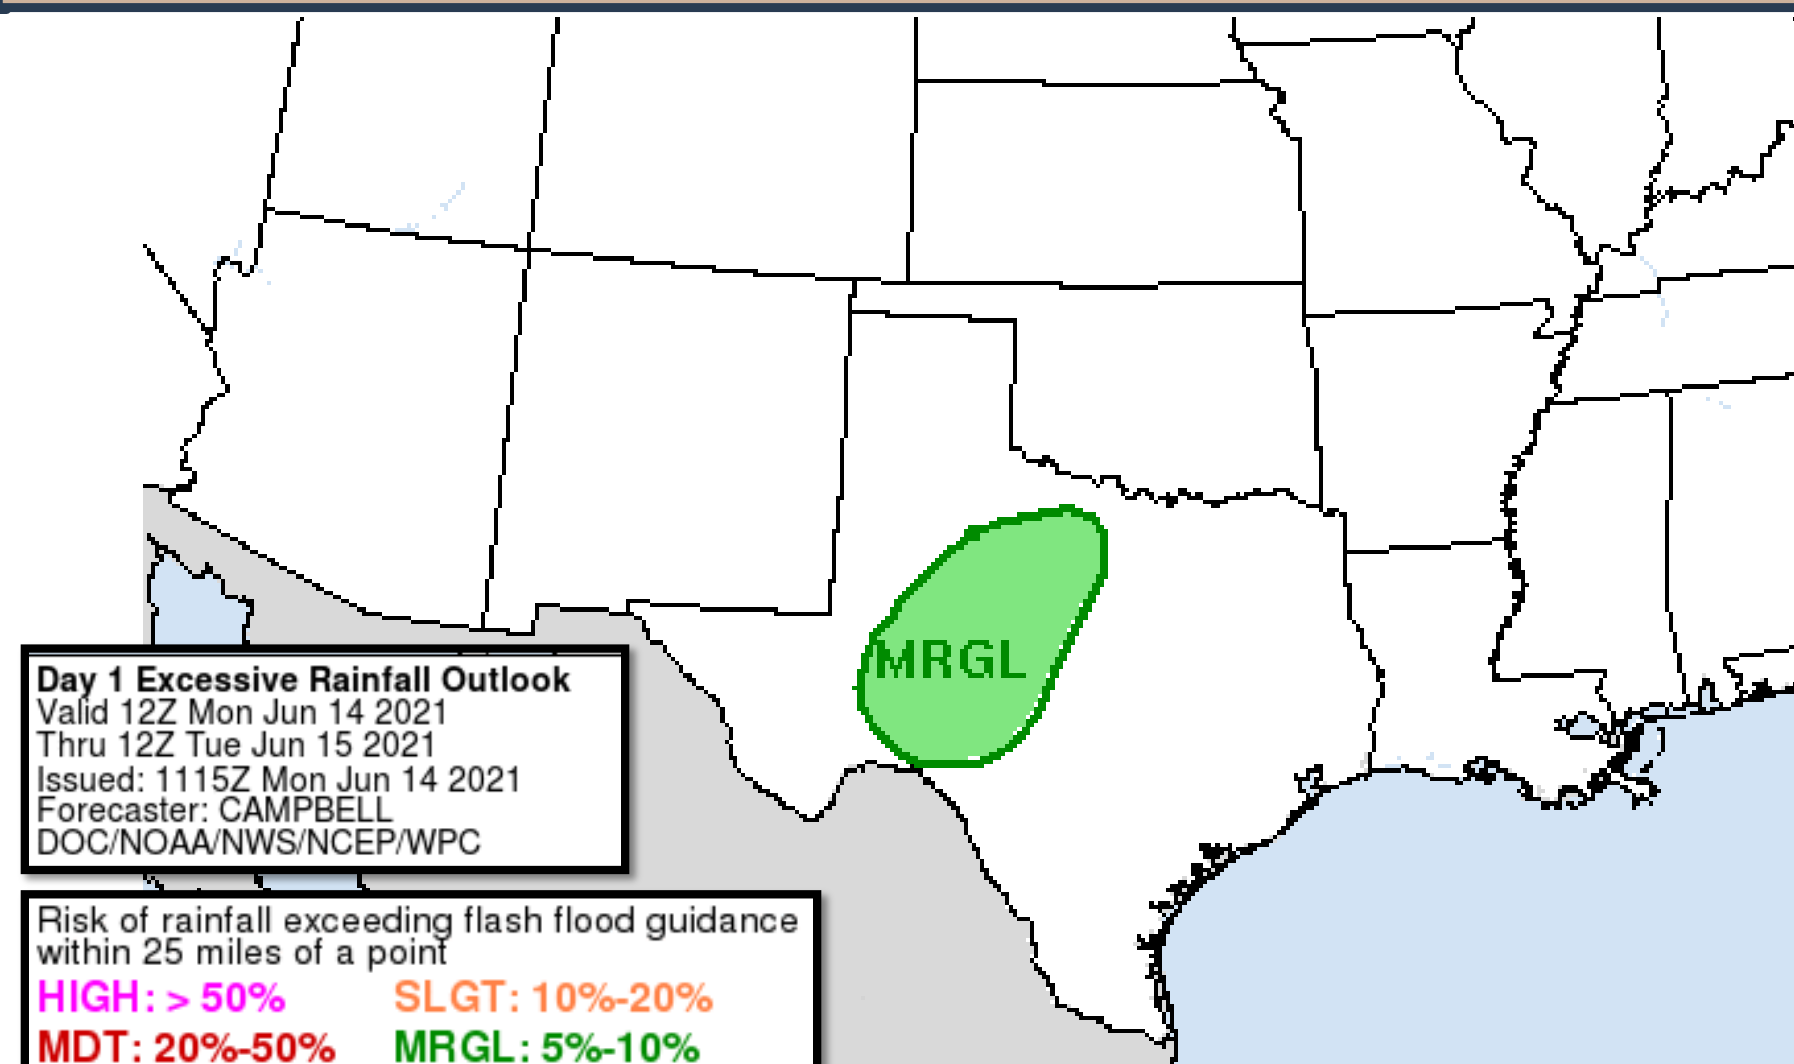 MRGL
Day 1 Excessive Rainfall Outlook
Valid 12Z Mon Jun 14 2021
Thru 12Z Tue Jun 15 2021
Issued: 1115Z Mon Jun 14 2021
Forecaster: CAMPBELL
DOC/NOAA/NWS/NCEP/WPC
Risk of rainfall exceeding flash flood guidance
within 25 miles of a point
HIGH: > 50% SLGT: 10%-20%
MDT: 20%-50% MRGL: 5%-10%